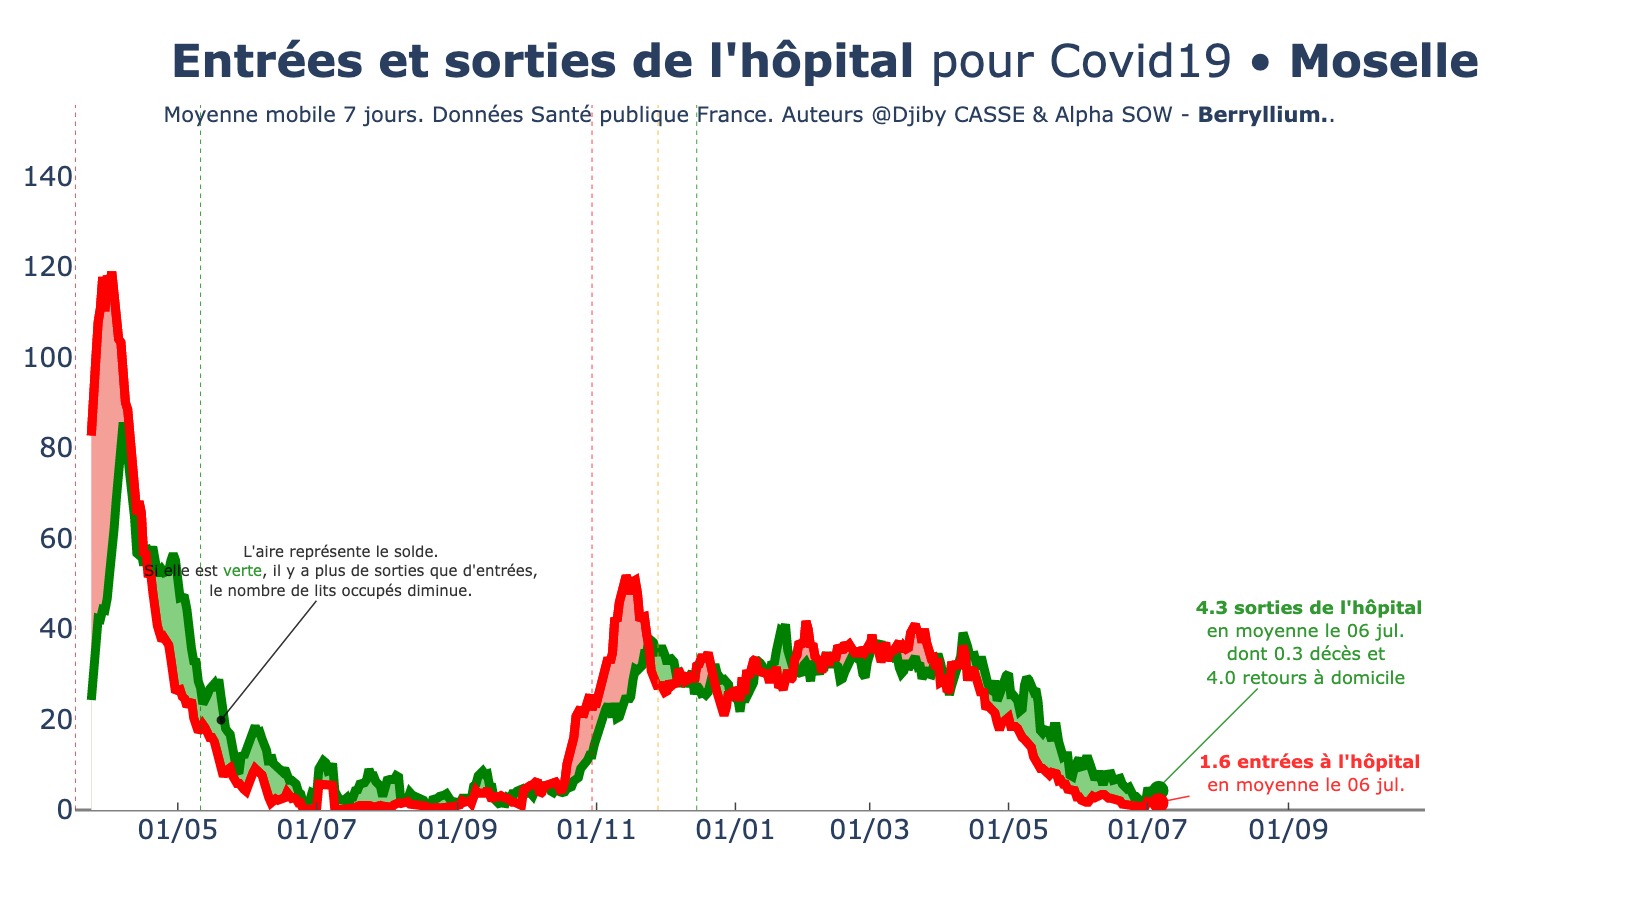 Entrées et sorties de l'hôpital pour Covid19 • Moselle
Moyenne mobile 7 jours. Données Santé publique France. Auteurs @Djiby CASSE & Alpha SOW - Berryllium..
140
120
100
80
60
40
20
0
L'aire représente le solde.
Si elle est verte, il y a plus de sorties que d'entrées,
le nombre de lits occupés diminue.
4.3 sorties de l'hôpital
en moyenne le 06 jul.
dont 0.3 décès et
4.0 retours à domicile
1.6 entrées à l'hôpital
en moyenne le 06 jul.
01/05 01/07 01/09 01/11 01/01 01/03 01/05 01/07 01/09